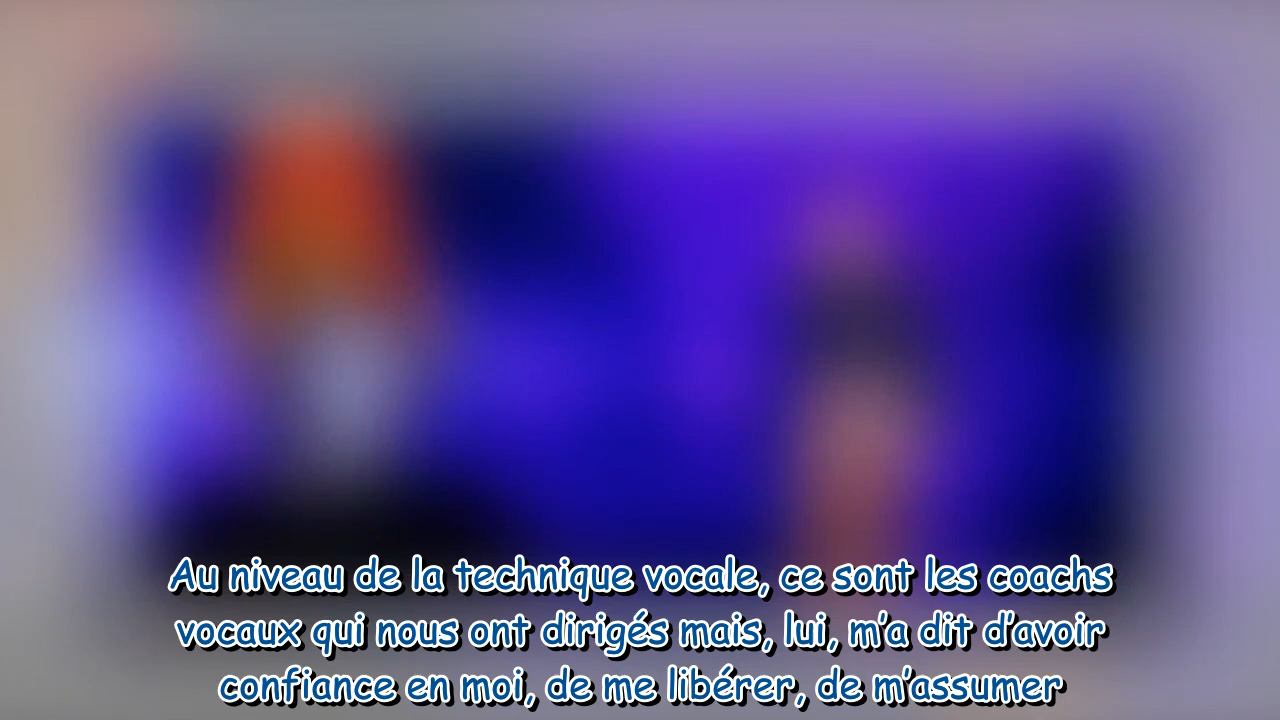 Au niveau de la technique vocale, ce sont les coachs
vocaux qui nous ont dirigés mais, lui, m'a dit d'avoir
confiance en moi, de me libérer, de m'assumer